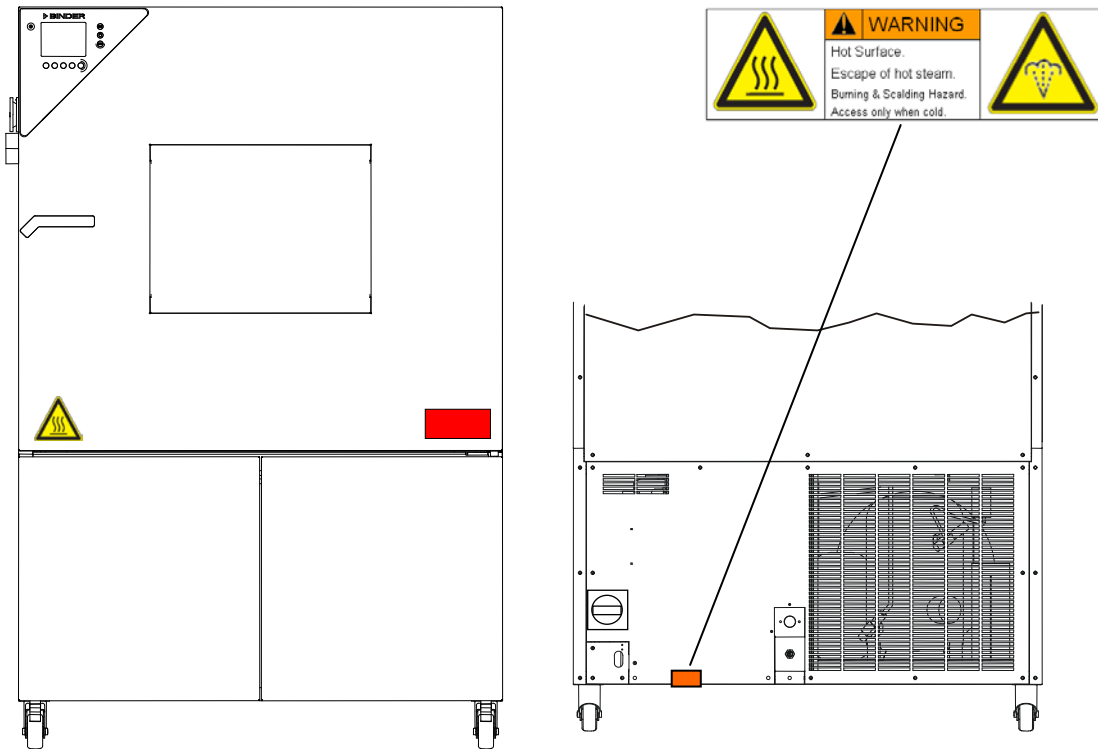 BINDER
WARNING
Hot Surface.
Escape of hot steam.
Burning & Scalding Hazard.
Access only when cold.